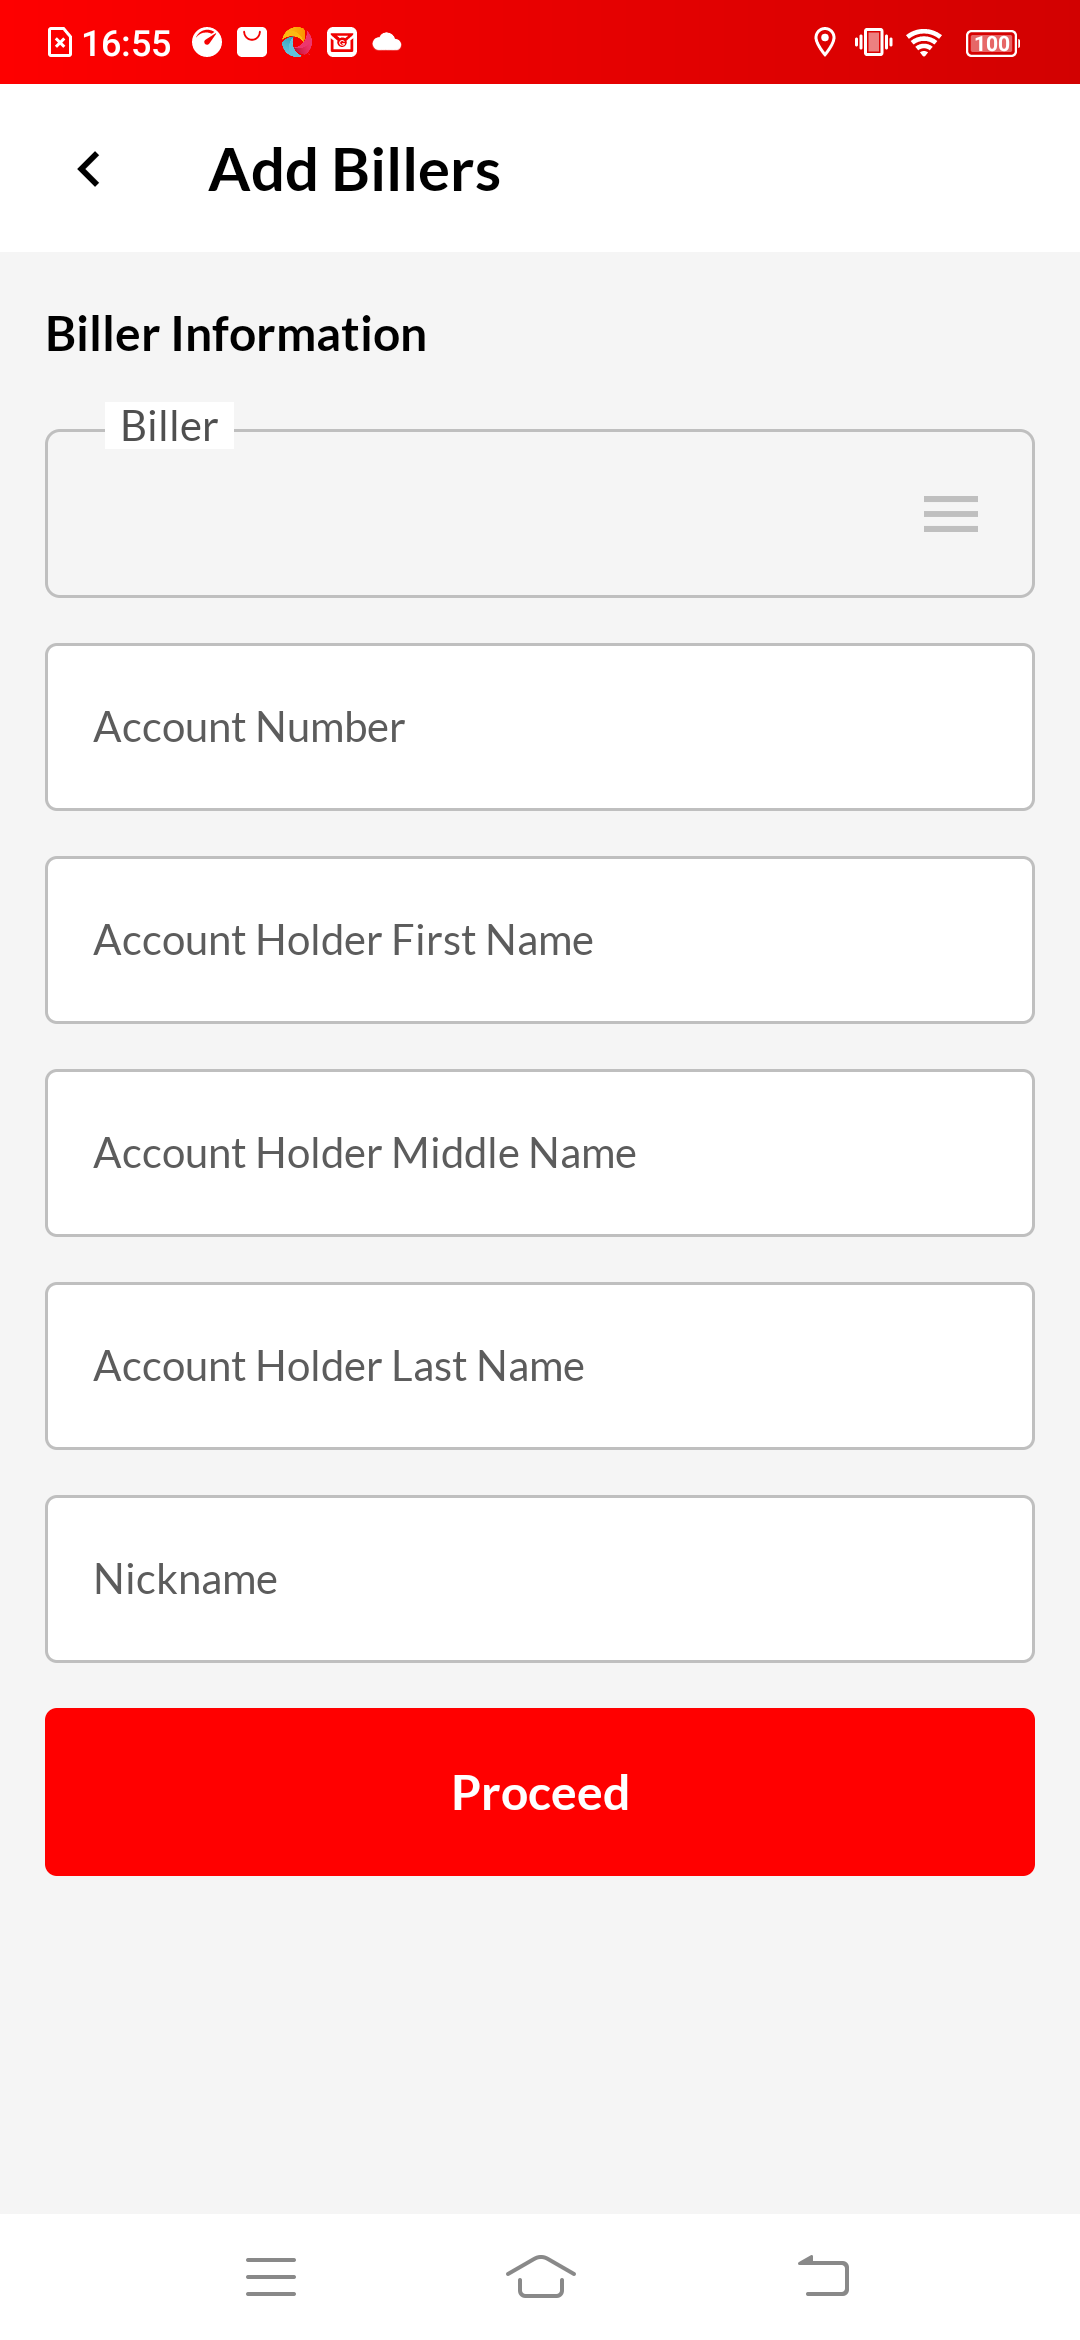 16:55
100
Add Billers
Biller Information
Biller
Account Number
Account Holder First Name
Account Holder Middle Name
Account Holder Last Name
Nickname
Proceed